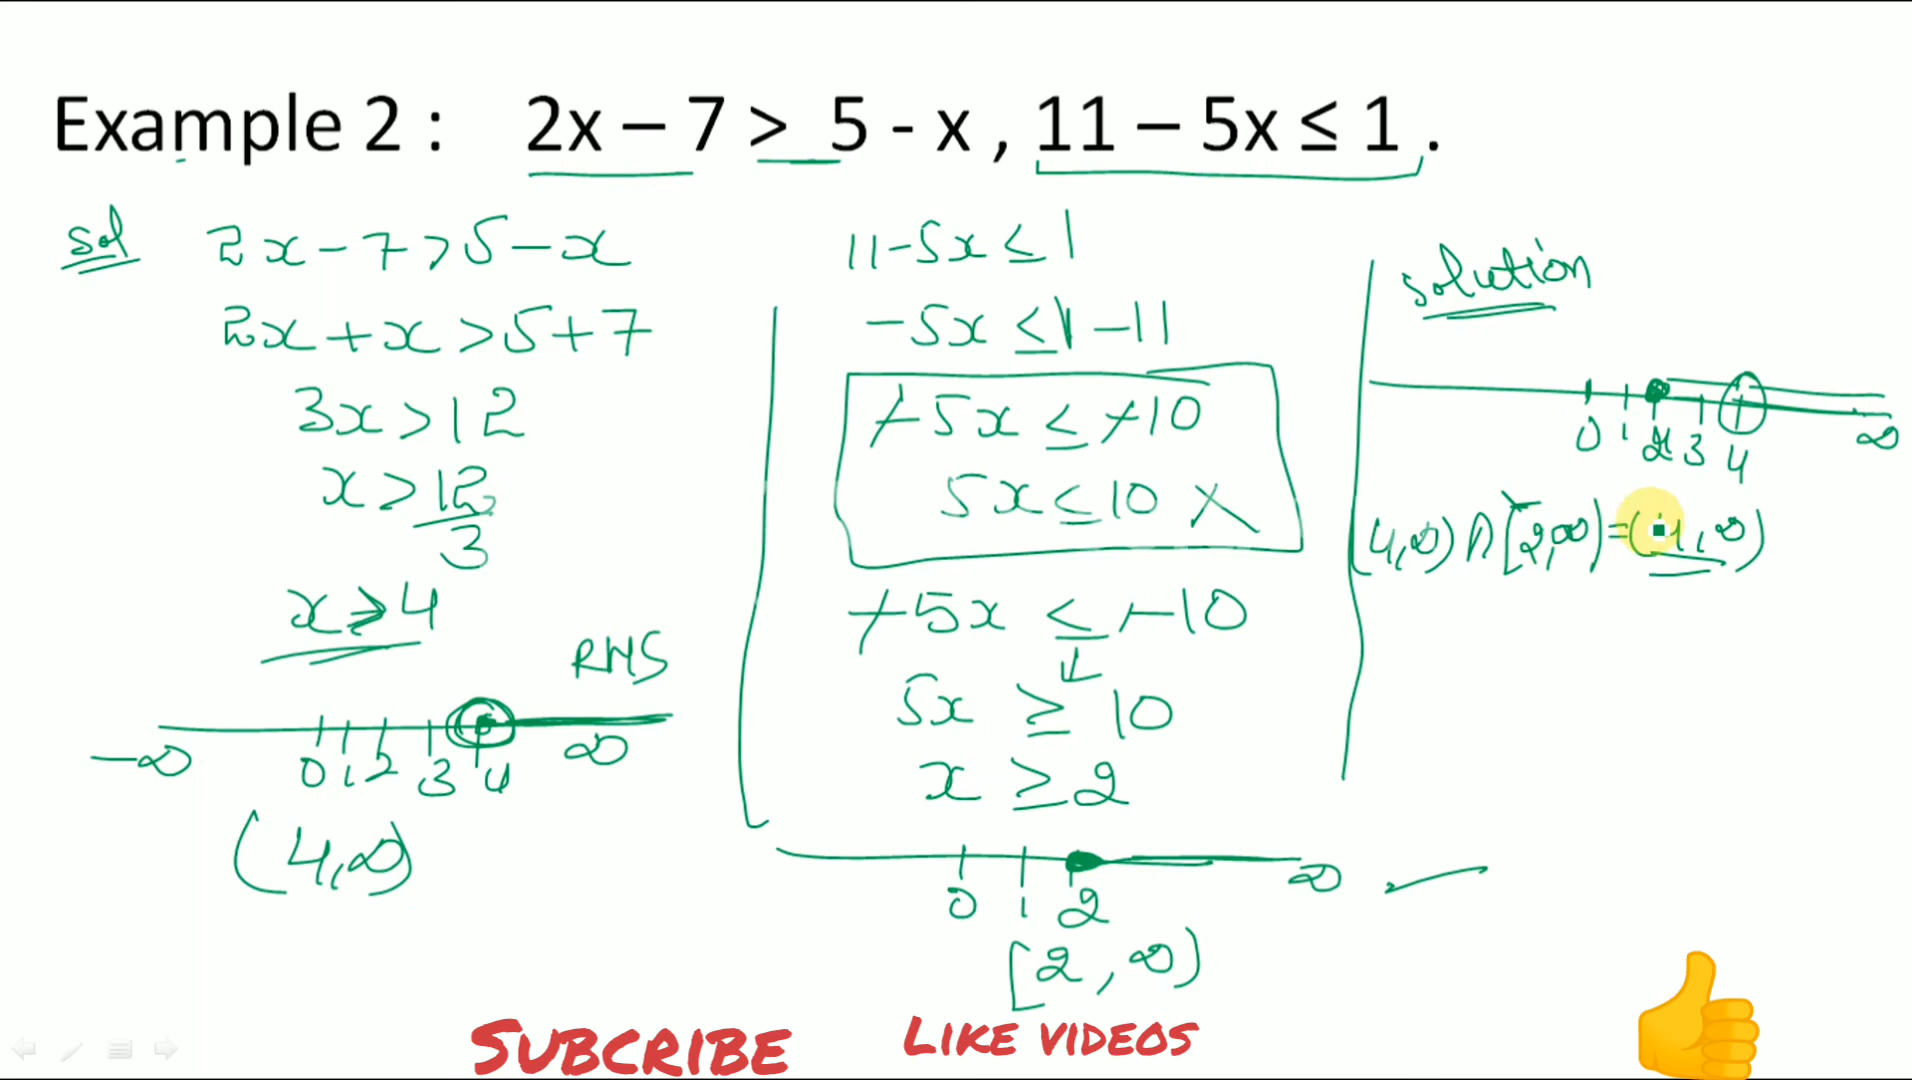 Example 2 : 2x – 7 > 5 - x , 11 – 5x ≤ 1 .
Sol
2x - 7 > 5 - x
2x + x > 5 + 7
3x > 12
x > 12/3
x > 4
RHS
-∞ 0 1 2 3 4 ∞
(4, ∞)
11 - 5x ≤ 1
-5x ≤ 1 - 11
-5x ≤ -10
5x ≤ 10 X
-5x ≤ -10
5x ≥ 10
x ≥ 2
0 1 2 ∞
[2, ∞)
Solution
0 1 2 3 4 ∞
(4, ∞) ∩ [2, ∞) = (4, ∞)
SUBCRIBE
LIKE VIDEOS